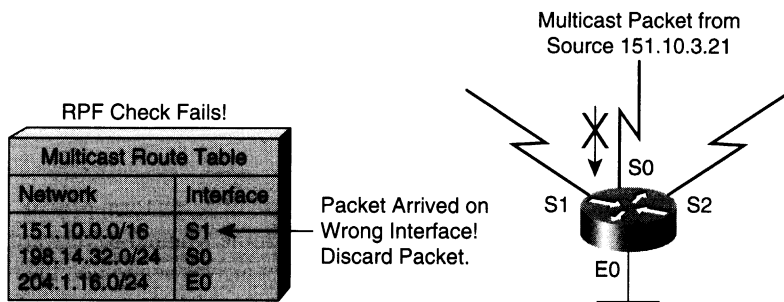 Multicast Packet from
Source 151.10.3.21
RPF Check Fails!
Multicast Route Table
Network Interface
151.10.0.0/16 S1
198.14.32.0/24 S0
204.1.16.0/24 E0
Packet Arrived on
Wrong Interface!
Discard Packet.
S0
S1
S2
E0